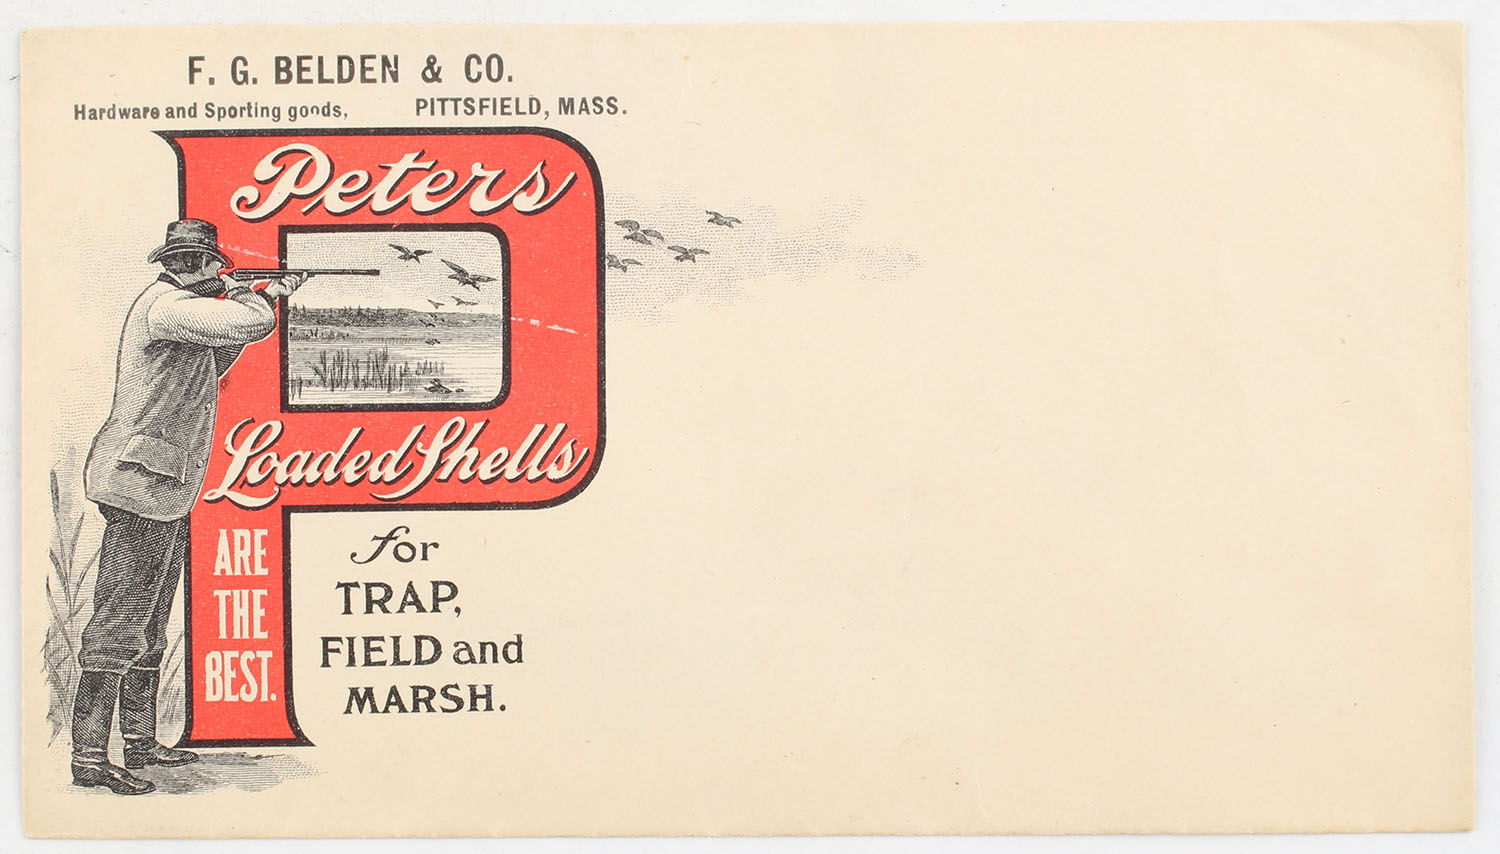 F. G. BELDEN & CO.
Hardware and Sporting goods, PITTSFIELD, MASS.
Peters
Loaded Shells
ARE
THE
BEST.
for
TRAP,
FIELD and
MARSH.